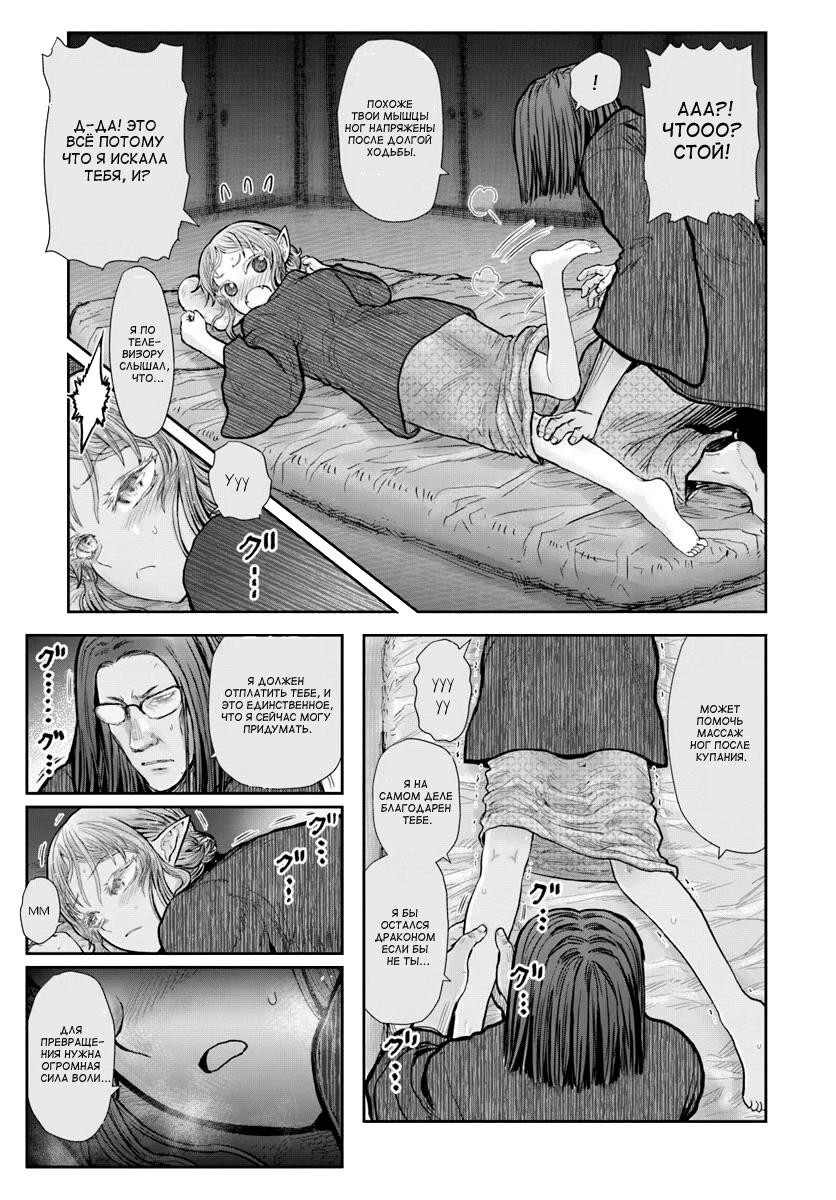 ААА?!
ЧТООО?
СТОЙ!
!
ПОХОЖЕ
ТВОИ МЫШЦЫ
НОГ НАПРЯЖЕНЫ
ПОСЛЕ ДОЛГОЙ
ХОДЬБЫ.
Д-ДА! ЭТО
ВСЁ ПОТОМУ
ЧТО Я ИСКАЛА
ТЕБЯ, И?
Я ПО
ТЕЛЕ-
ВИЗОРУ
СЛЫШАЛ,
ЧТО...
УУУ
グ…
МОЖЕТ
ПОМОЧЬ
МАССАЖ
НОГ ПОСЛЕ
КУПАНИЯ.
УУУ
УУ
Я НА
САМОМ ДЕЛЕ
БЛАГОДАРЕН
ТЕБЕ.
Я БЫ
ОСТАЛСЯ
ДРАКОНОМ
ЕСЛИ БЫ
НЕ ТЫ...
グ…
グ…
Я ДОЛЖЕН
ОТПЛАТИТЬ ТЕБЕ, И
ЭТО ЕДИНСТВЕННОЕ,
ЧТО Я СЕЙЧАС МОГУ
ПРИДУМАТЬ.
グ……
グ…
ММ
グ…
グ…
ДЛЯ
ПРЕВРАЩЕ-
НИЯ НУЖНА
ОГРОМНАЯ
СИЛА ВОЛИ...